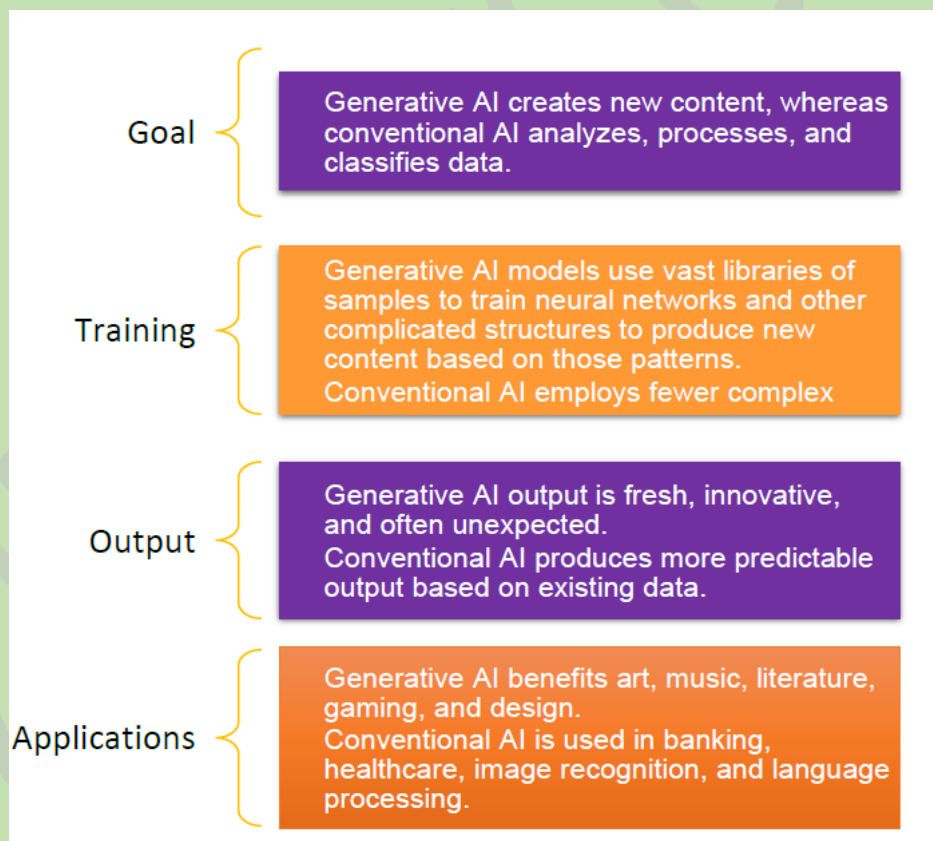 Goal
Generative AI creates new content, whereas
conventional AI analyzes, processes, and
classifies data.
Training
Generative AI models use vast libraries of
samples to train neural networks and other
complicated structures to produce new
content based on those patterns.
Conventional AI employs fewer complex
Output
Generative AI output is fresh, innovative,
and often unexpected.
Conventional AI produces more predictable
output based on existing data.
Applications
Generative AI benefits art, music, literature,
gaming, and design.
Conventional AI is used in banking,
healthcare, image recognition, and language
processing.